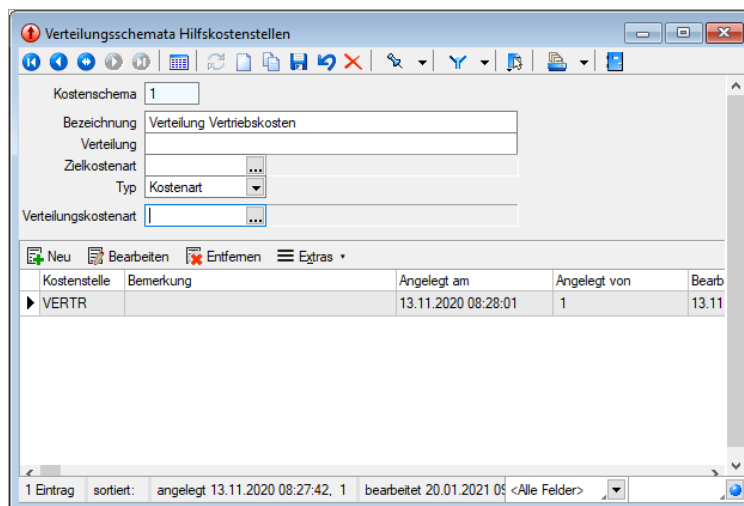 Verteilungsschemata Hilfskostenstellen
Kostenschema 1
Bezeichnung Verteilung Vertriebskosten
Verteilung
Zielkostenart ...
Typ Kostenart
Verteilungskostenart ...
Neu Bearbeiten Entfernen Extras
Kostenstelle Bemerkung Angelegt am Angelegt von Bearb
VERTR 13.11.2020 08:28:01 1 13.11
1 Eintrag sortiert: angelegt 13.11.2020 08:27:42, 1 bearbeitet 20.01.2021 09 <Alle Felder>